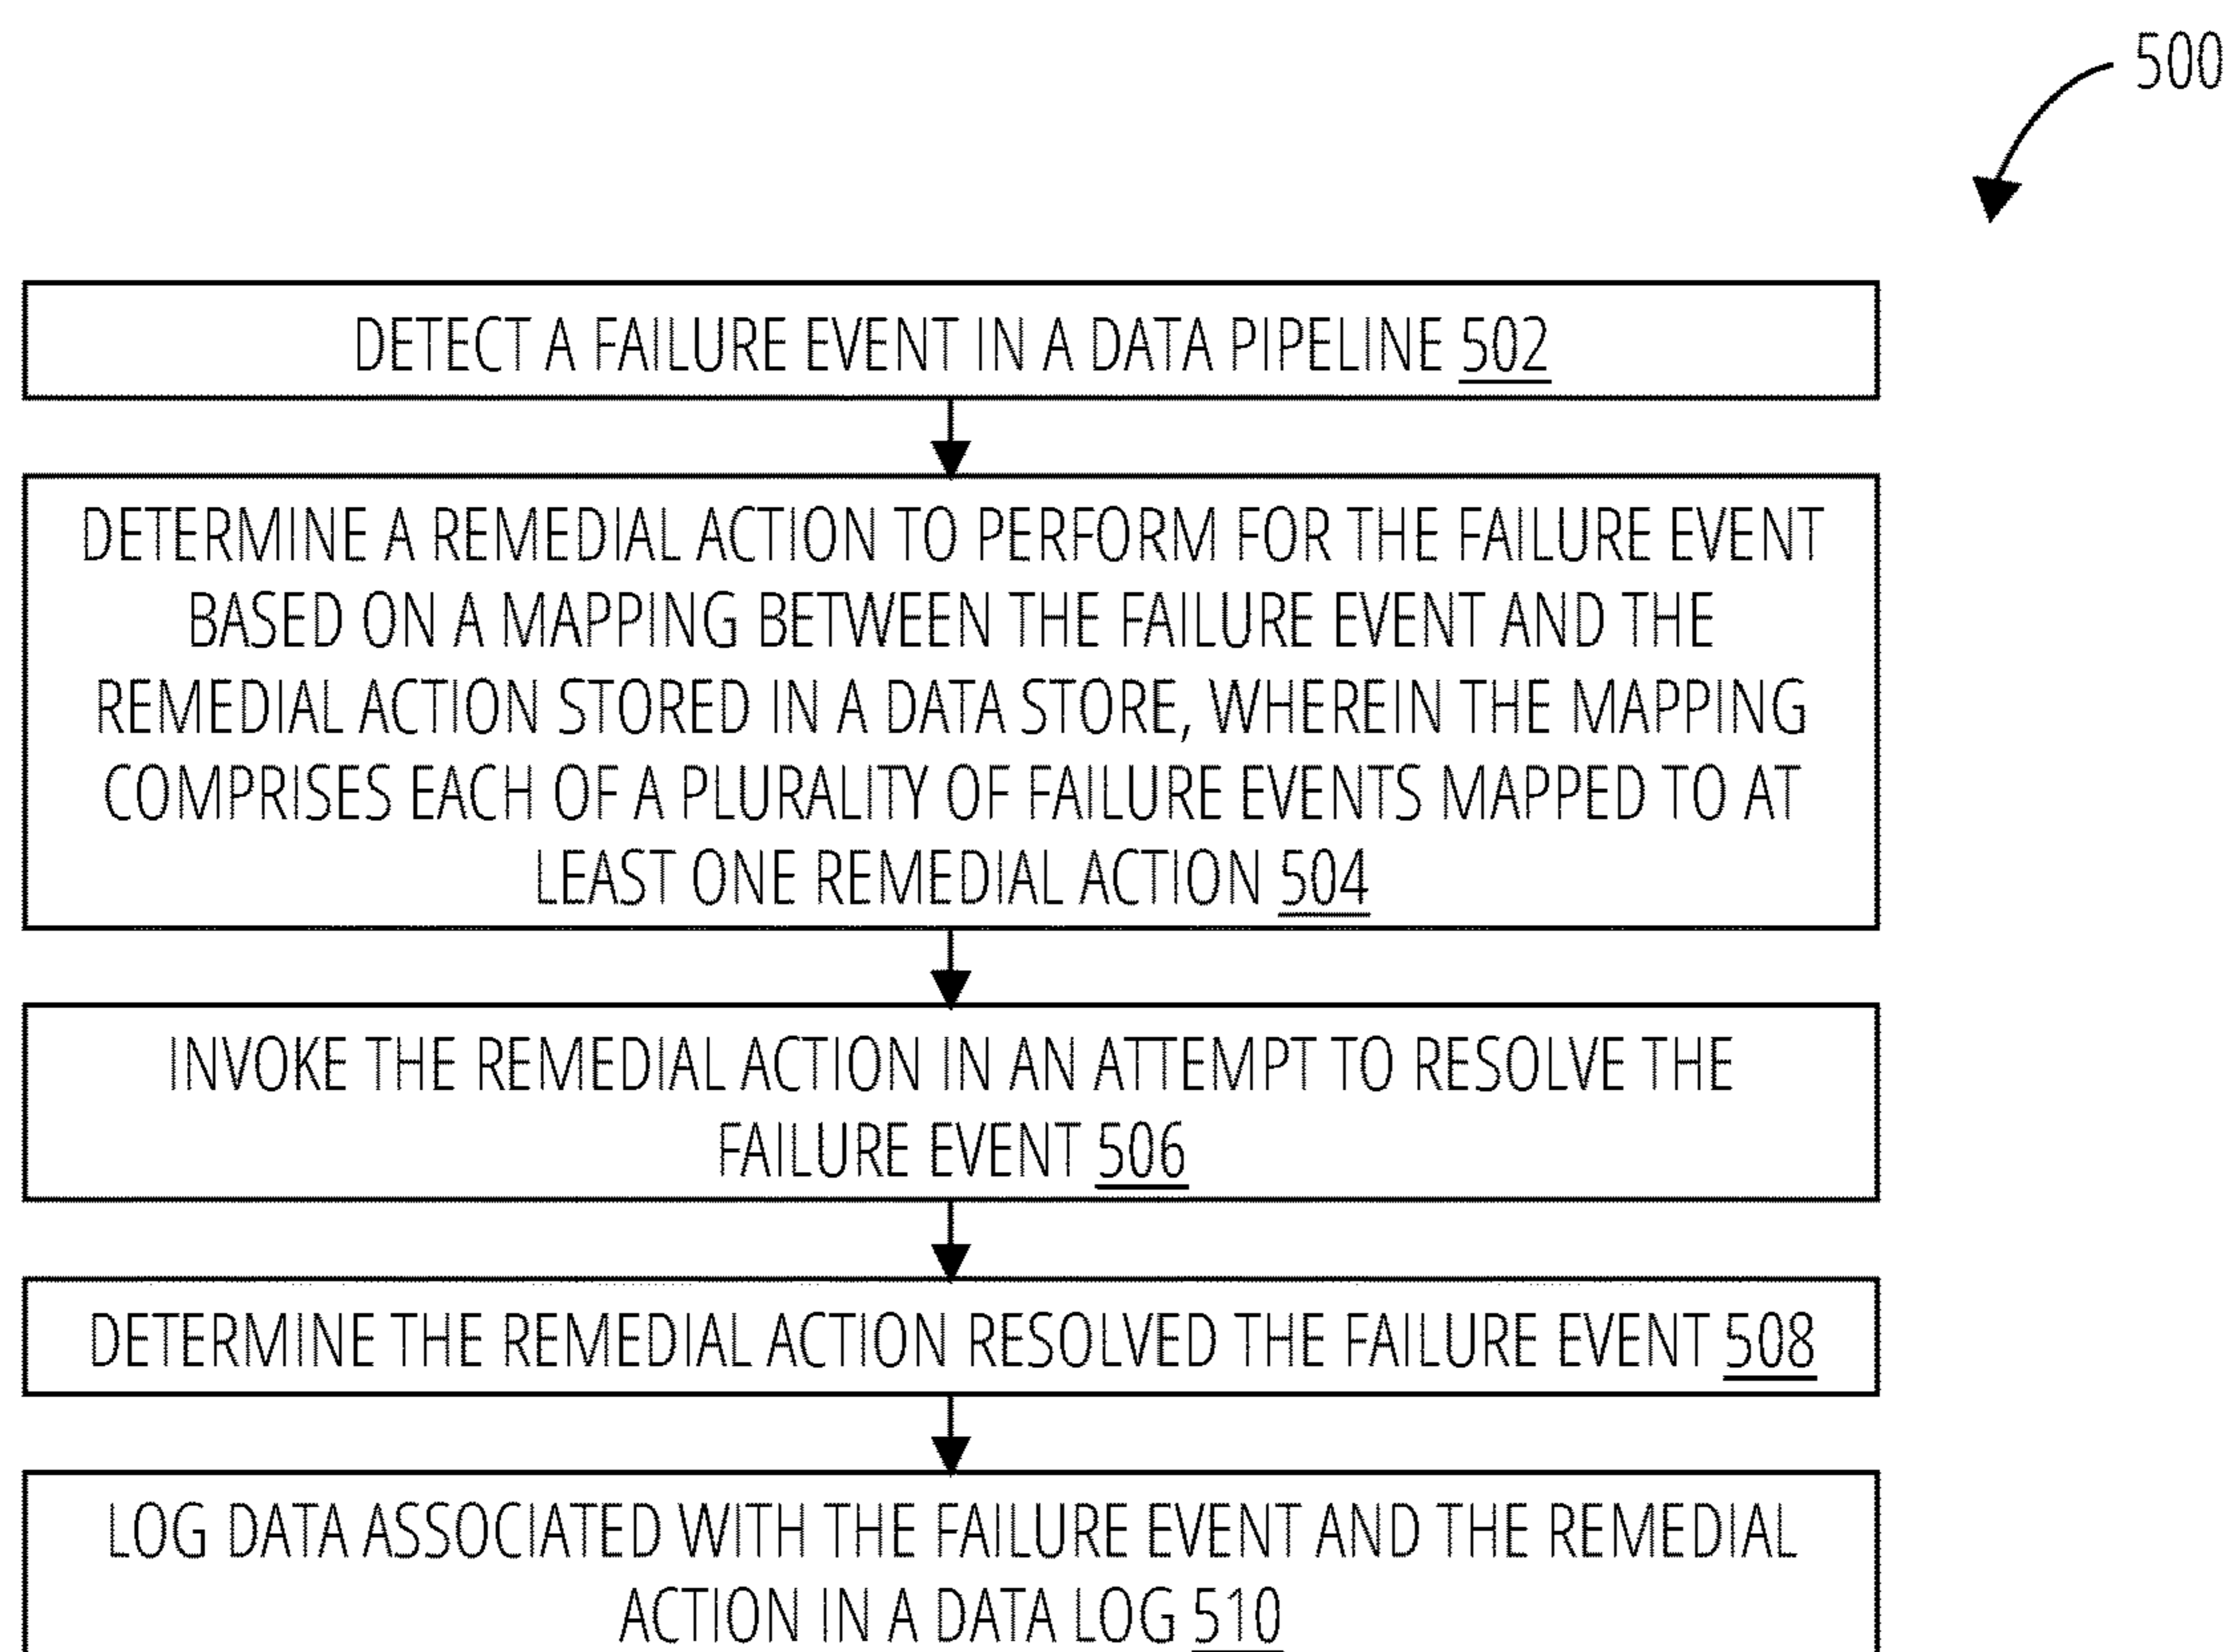 500
DETECT A FAILURE EVENT IN A DATA PIPELINE 502
DETERMINE A REMEDIAL ACTION TO PERFORM FOR THE FAILURE EVENT
BASED ON A MAPPING BETWEEN THE FAILURE EVENT AND THE
REMEDIAL ACTION STORED IN A DATA STORE, WHEREIN THE MAPPING
COMPRISES EACH OF A PLURALITY OF FAILURE EVENTS MAPPED TO AT
LEAST ONE REMEDIAL ACTION 504
INVOKE THE REMEDIAL ACTION IN AN ATTEMPT TO RESOLVE THE
FAILURE EVENT 506
DETERMINE THE REMEDIAL ACTION RESOLVED THE FAILURE EVENT 508
LOG DATA ASSOCIATED WITH THE FAILURE EVENT AND THE REMEDIAL
ACTION IN A DATA LOG 510